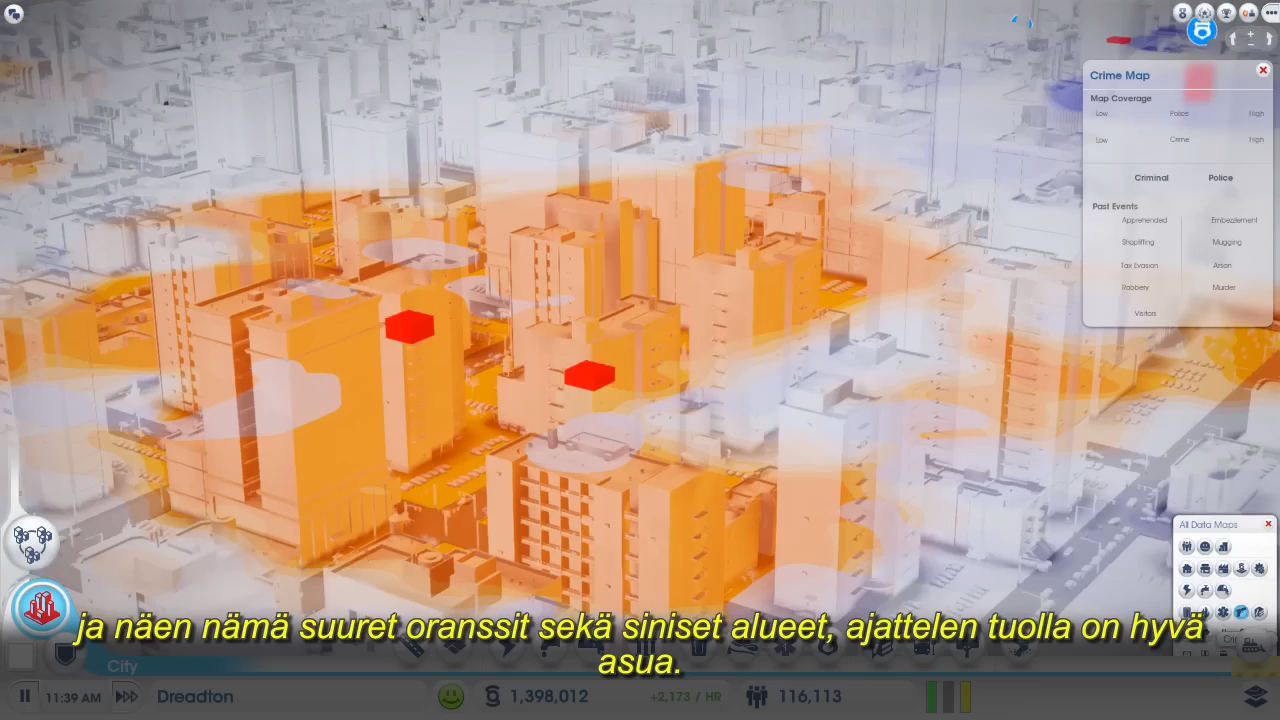 Crime Map
Map Coverage
Low Police High
Low Crime High
Criminal Police
Past Events
Apprehended Embezzlement
Shoplifting Mugging
Tax Evasion Arson
Robbery Murder
Visitors
All Data Maps
ja näen nämä suuret oranssit sekä siniset alueet, ajattelen tuolla on hyvä
asua.
City
11:39 AM Dreadton 1,398,012 +2,173 / HR 116,113